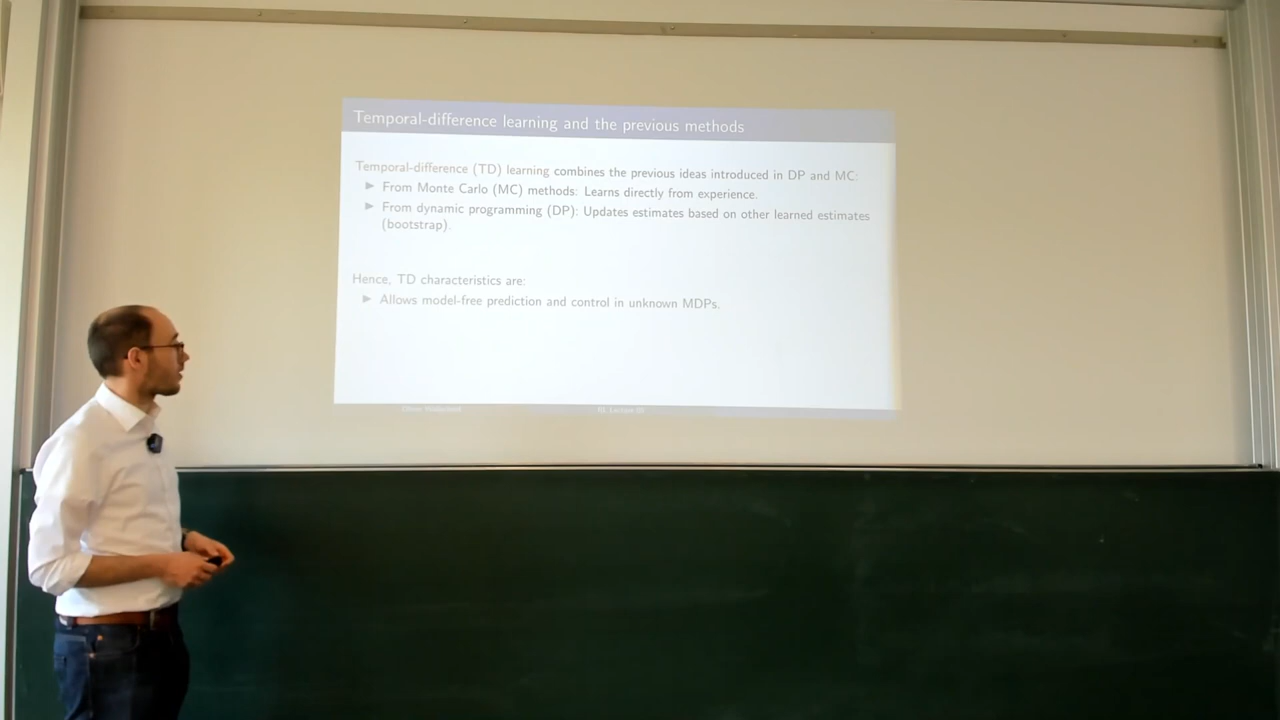 Temporal-difference learning and the previous methods
Temporal-difference (TD) learning combines the previous ideas introduced in DP and MC:
▶ From Monte Carlo (MC) methods: Learns directly from experience.
▶ From dynamic programming (DP): Updates estimates based on other learned estimates
(bootstrap).
Hence, TD characteristics are:
▶ Allows model-free prediction and control in unknown MDPs.